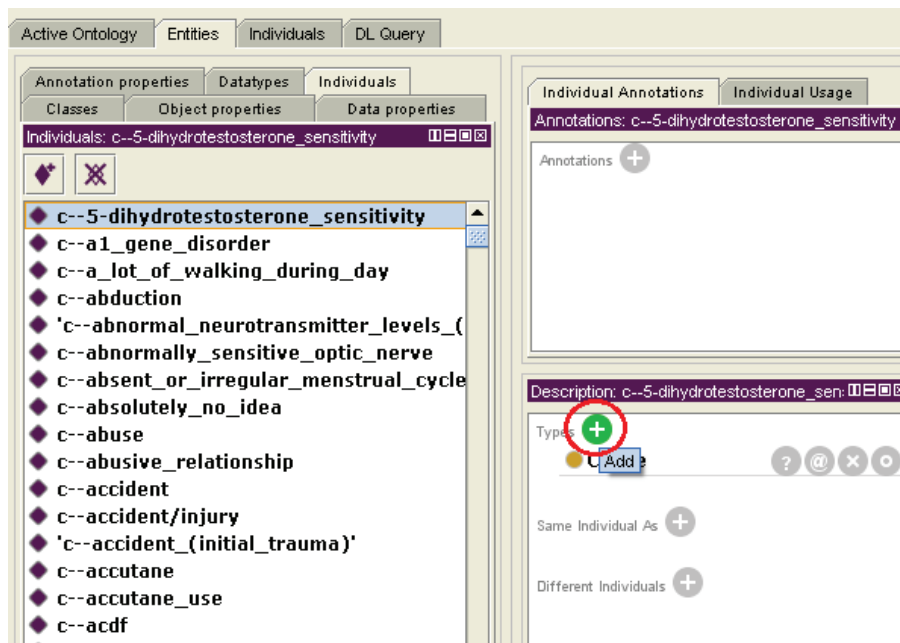 Active Ontology Entities Individuals DL Query
Annotation properties Datatypes Individuals
Classes Object properties Data properties
Individuals: c--5-dihydrotestosterone_sensitivity
c--5-dihydrotestosterone_sensitivity
c--a1_gene_disorder
c--a_lot_of_walking_during_day
c--abduction
'c--abnormal_neurotransmitter_levels_(
c--abnormally_sensitive_optic_nerve
c--absent_or_irregular_menstrual_cycle
c--absolutely_no_idea
c--abuse
c--abusive_relationship
c--accident
c--accident/injury
'c--accident_(initial_trauma)'
c--accutane
c--accutane_use
c--acdf
Individual Annotations Individual Usage
Annotations: c--5-dihydrotestosterone_sensitivity
Annotations
Description: c--5-dihydrotestosterone_sen:
Types
Add
Same Individual As
Different Individuals